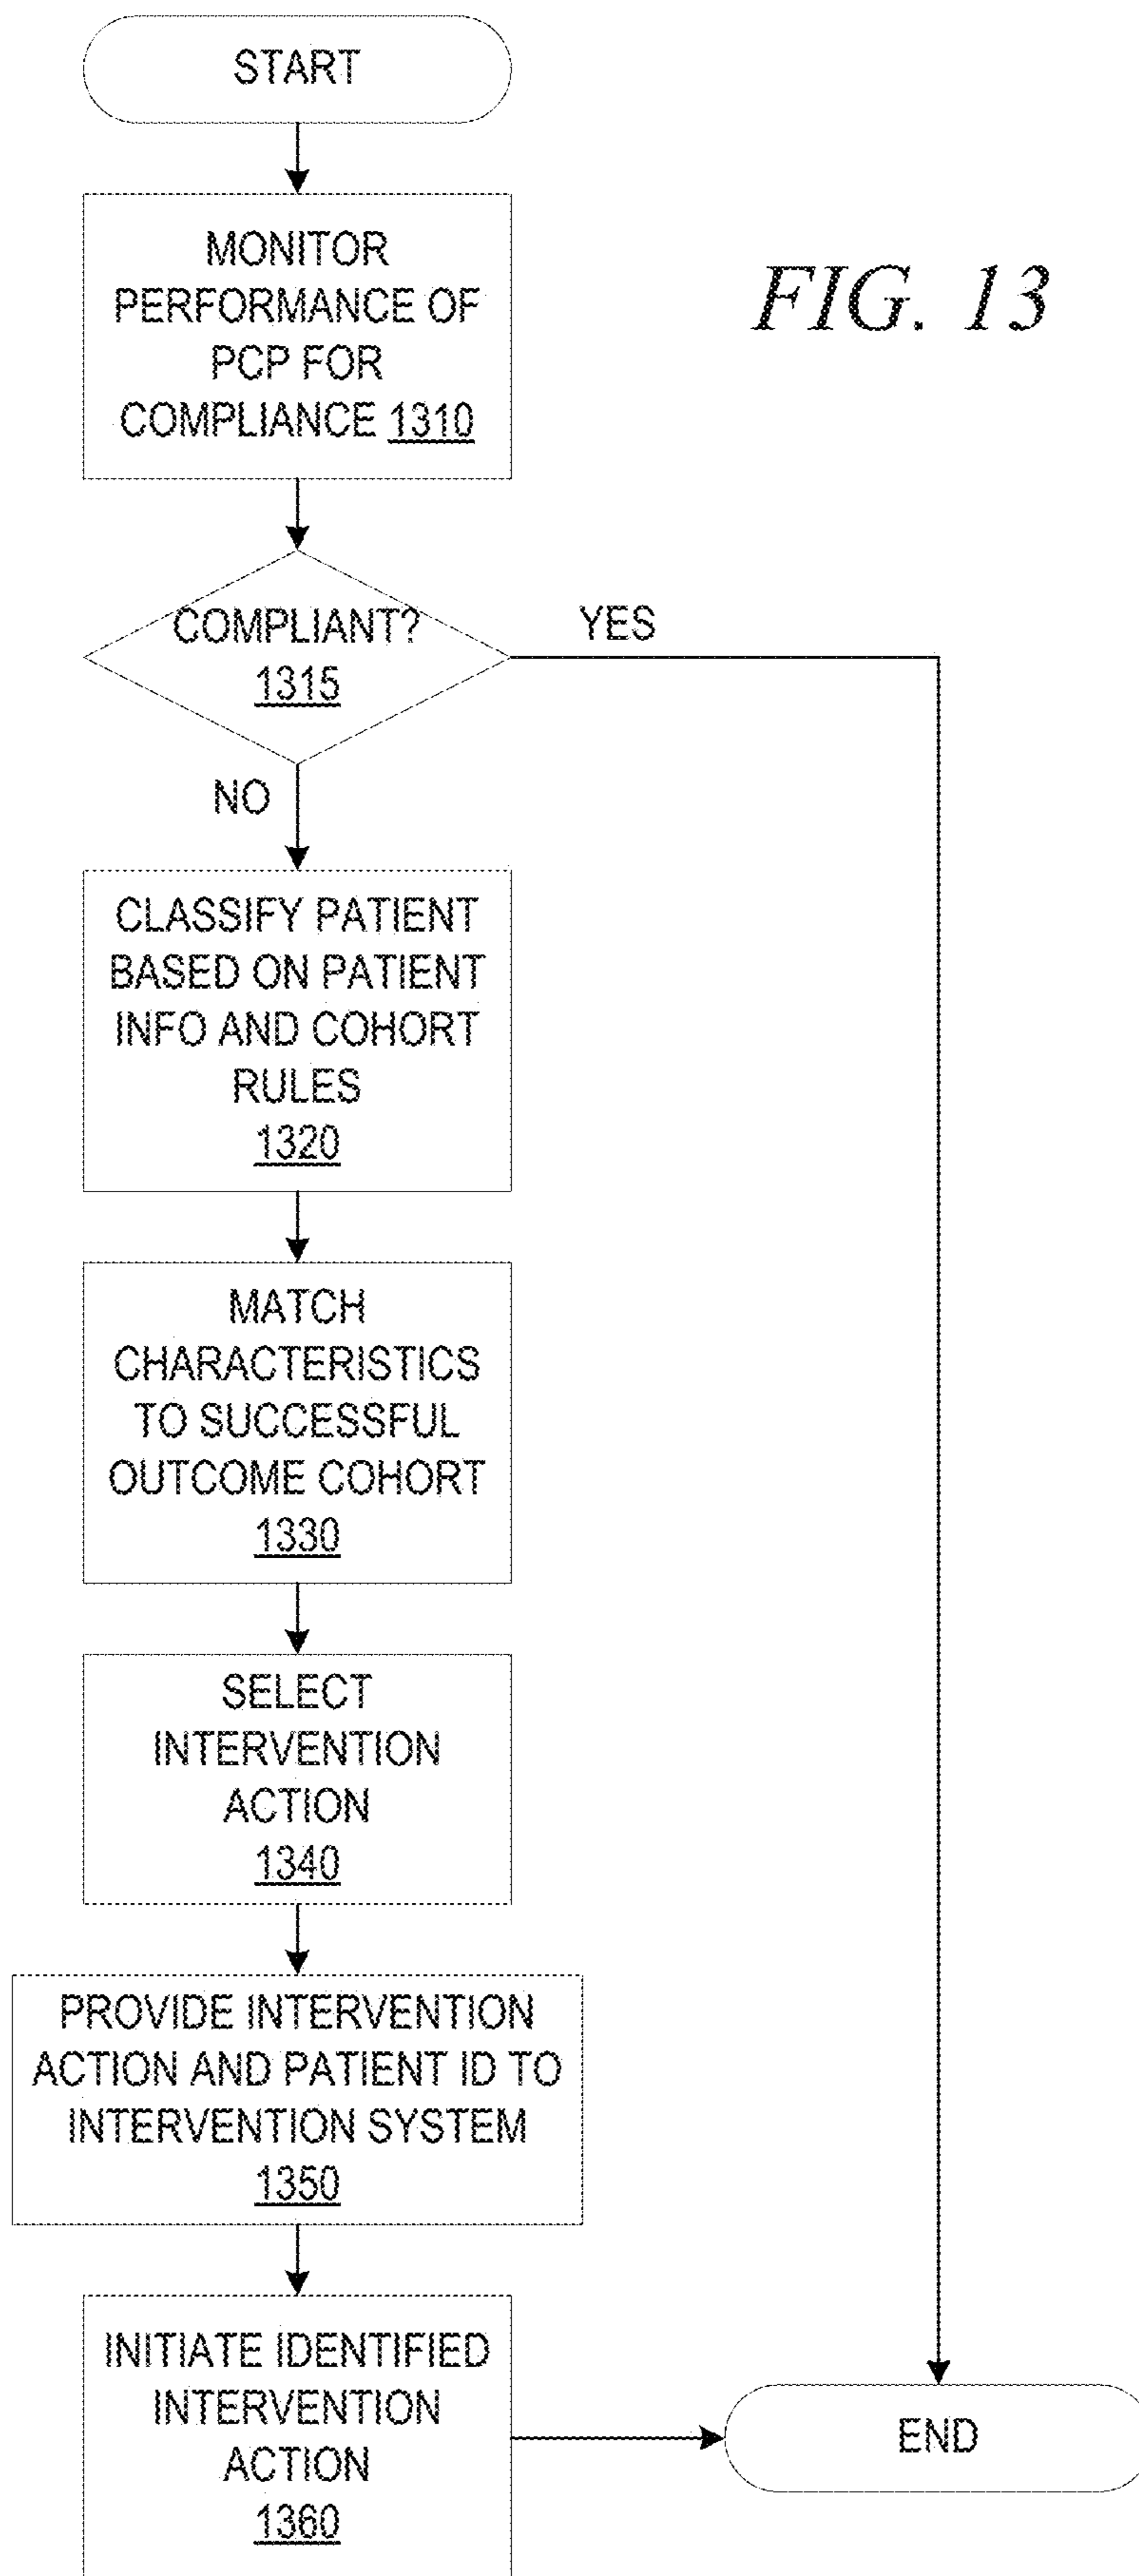 START
MONITOR
PERFORMANCE OF
PCP FOR
COMPLIANCE 1310
FIG. 13
COMPLIANT?
1315
YES
NO
CLASSIFY PATIENT
BASED ON PATIENT
INFO AND COHORT
RULES
1320
MATCH
CHARACTERISTICS
TO SUCCESSFUL
OUTCOME COHORT
1330
SELECT
INTERVENTION
ACTION
1340
PROVIDE INTERVENTION
ACTION AND PATIENT ID TO
INTERVENTION SYSTEM
1350
INITIATE IDENTIFIED
INTERVENTION
ACTION
1360
END